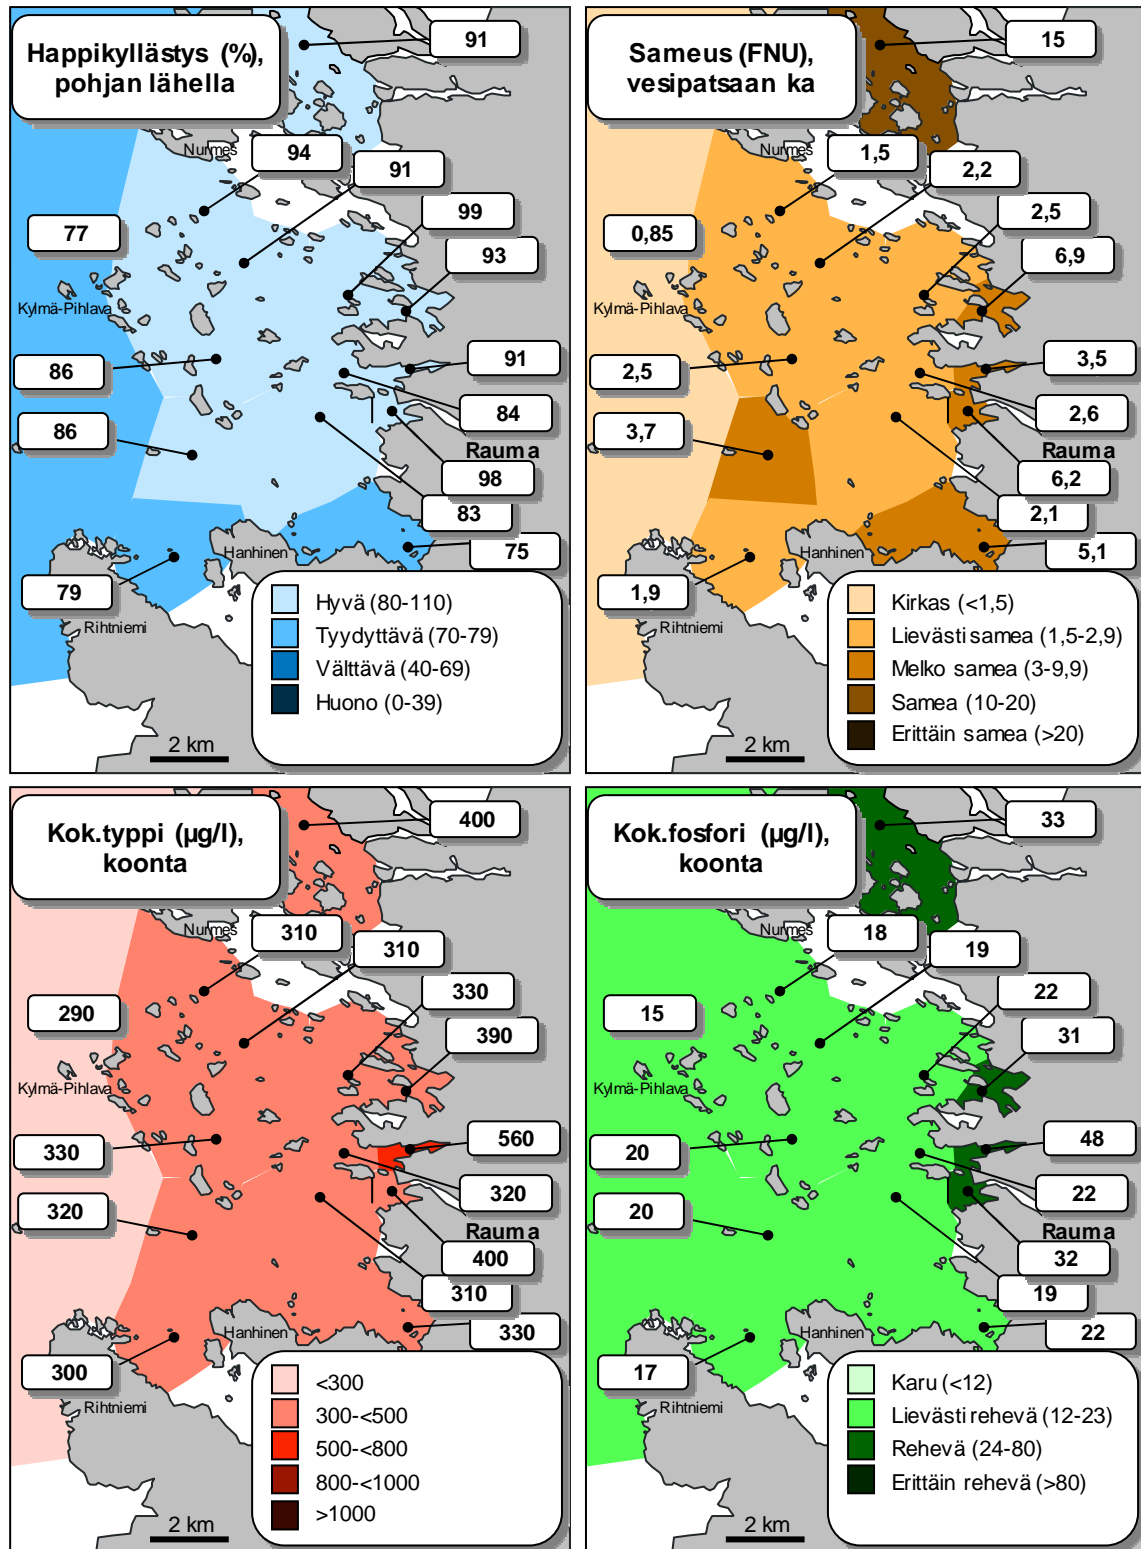 Happikyllästys (%),
pohjan lähella
91
Nurmes
94
91
99
77
93
Kylmä-Pihlava
86
91
84
86
Rauma
98
83
Hanhinen
75
79
Rihtniemi
Hyvä (80-110)
Tyydyttävä (70-79)
Välttävä (40-69)
Huono (0-39)
2 km
Sameus (FNU),
vesipatsaan ka
15
Nurmes
1,5
2,2
2,5
0,85
6,9
Kylmä-Pihlava
2,5
3,5
2,6
3,7
Rauma
6,2
2,1
Hanhinen
5,1
1,9
Rihtniemi
Kirkas (<1,5)
Lievästi samea (1,5-2,9)
Melko samea (3-9,9)
Samea (10-20)
Erittäin samea (>20)
2 km
Kok.typpi (µg/l),
koonta
400
Nurmes
310
310
330
290
390
Kylmä-Pihlava
330
560
320
320
Rauma
400
310
Hanhinen
330
300
Rihtniemi
<300
300-<500
500-<800
800-<1000
>1000
2 km
Kok.fosfori (µg/l),
koonta
33
Nurmes
18
19
22
15
31
Kylmä-Pihlava
20
48
22
20
Rauma
32
19
Hanhinen
22
17
Rihtniemi
Karu (<12)
Lievästi rehevä (12-23)
Rehevä (24-80)
Erittäin rehevä (>80)
2 km